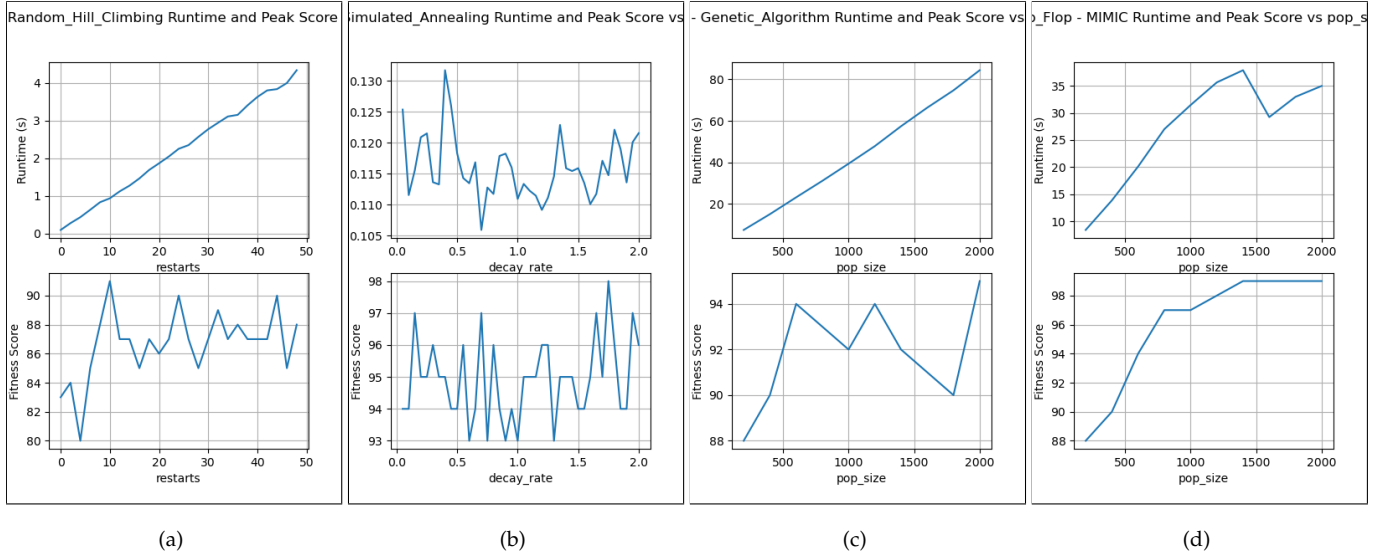 Random_Hill_Climbing Runtime and Peak Score
Runtime (s)
4
3
2
1
0
0 10 20 30 40 50
restarts
Fitness Score
90
88
86
84
82
80
0 10 20 30 40 50
restarts
(a)
Simulated_Annealing Runtime and Peak Score vs
0.130
0.125
0.120
0.115
0.110
0.105
0.0 0.5 1.0 1.5 2.0
decay_rate
Fitness Score
98
97
96
95
94
93
0.0 0.5 1.0 1.5 2.0
decay_rate
(b)
- Genetic_Algorithm Runtime and Peak Score vs
Runtime (s)
80
60
40
20
500 1000 1500 2000
pop_size
Fitness Score
94
92
90
88
500 1000 1500 2000
pop_size
(c)
_Flop - MIMIC Runtime and Peak Score vs pop_s
Runtime (s)
35
30
25
20
15
10
500 1000 1500 2000
pop_size
Fitness Score
98
96
94
92
90
88
500 1000 1500 2000
pop_size
(d)